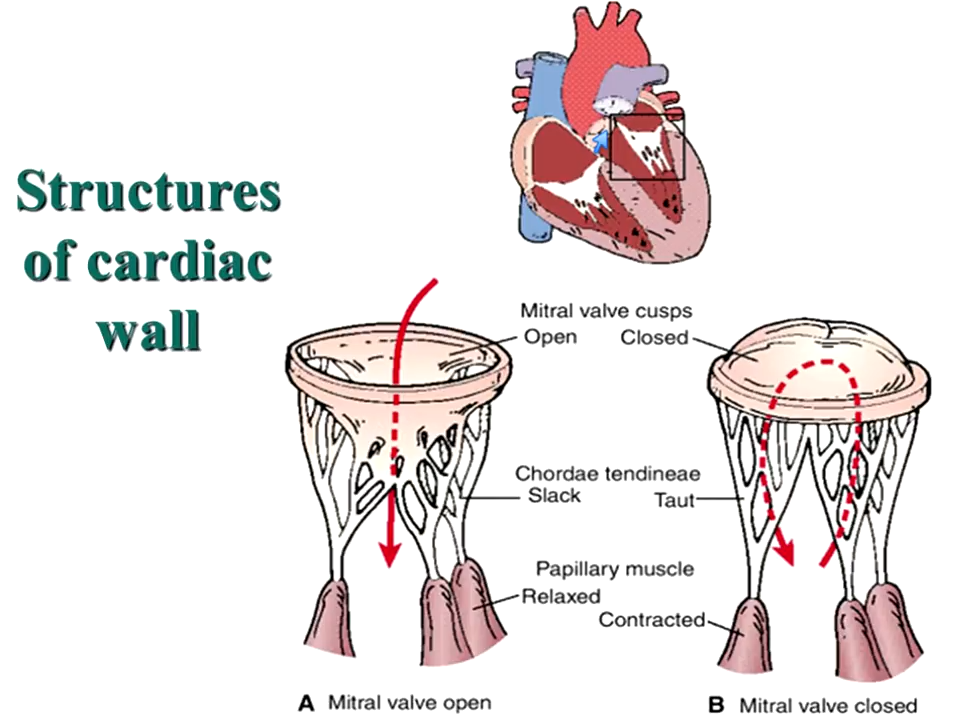 Structures
of cardiac
wall
Mitral valve cusps
Open Closed
Chordae tendineae
Slack Taut
Papillary muscle
Relaxed
Contracted
A Mitral valve open
B Mitral valve closed